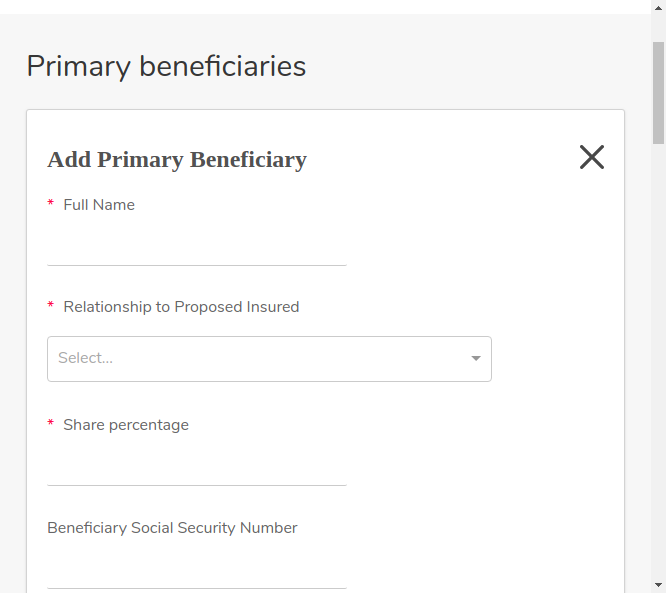 Primary beneficiaries
Add Primary Beneficiary
* Full Name
* Relationship to Proposed Insured
Select...
* Share percentage
Beneficiary Social Security Number